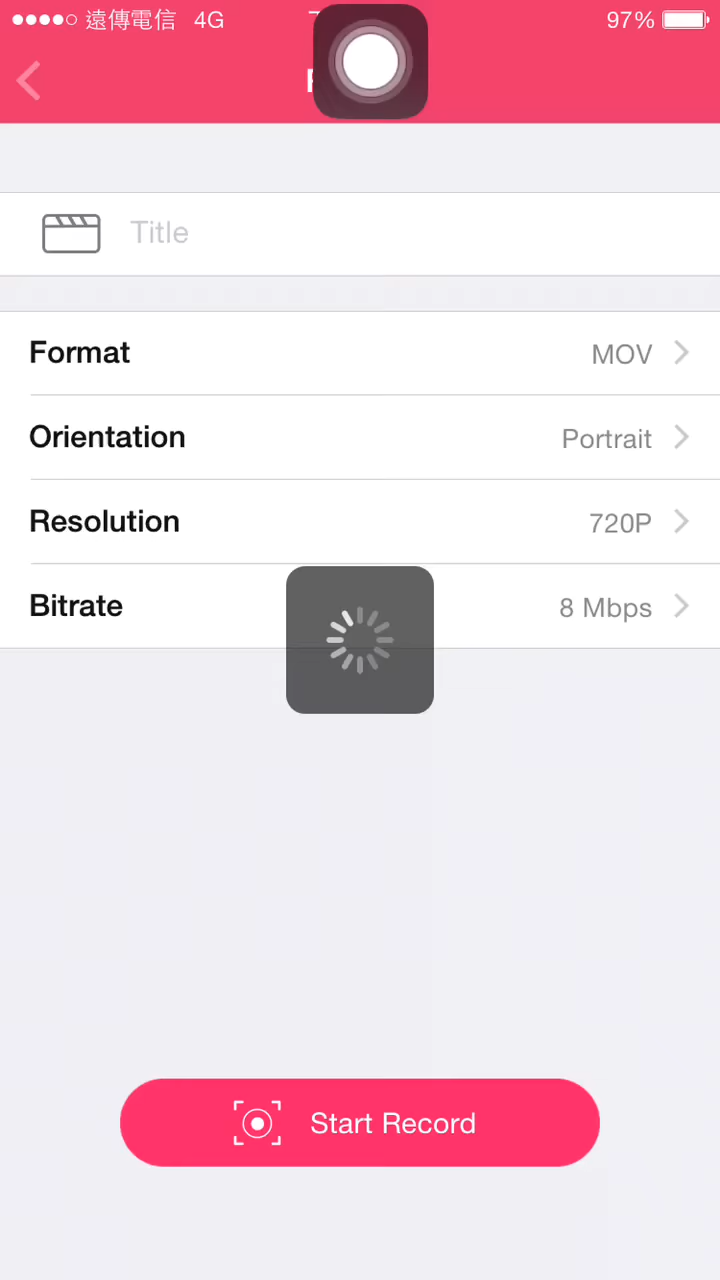 遠傳電信 4G 97%
Title
Format MOV
Orientation Portrait
Resolution 720P
Bitrate 8 Mbps
Start Record